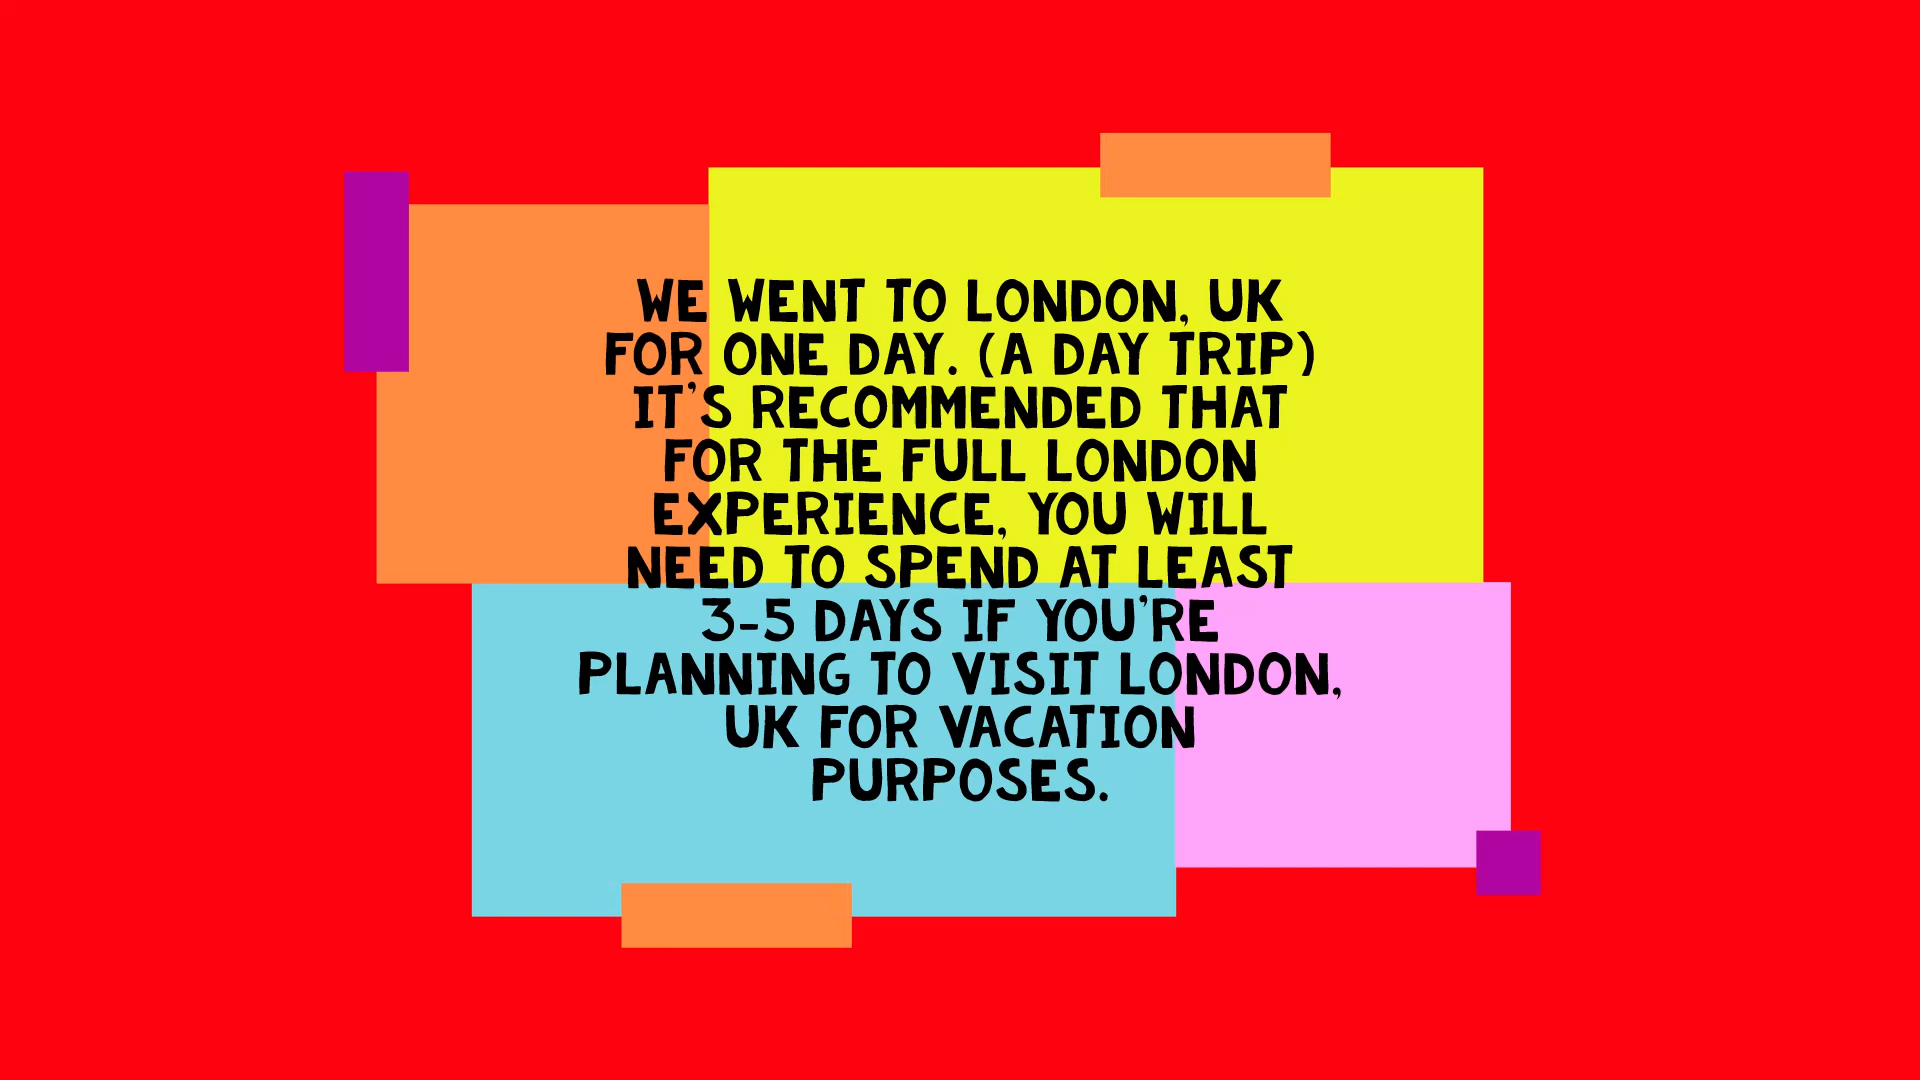 WE WENT TO LONDON, UK
FOR ONE DAY. (A DAY TRIP)
IT'S RECOMMENDED THAT
FOR THE FULL LONDON
EXPERIENCE, YOU WILL
NEED TO SPEND AT LEAST
3-5 DAYS IF YOU'RE
PLANNING TO VISIT LONDON,
UK FOR VACATION
PURPOSES.